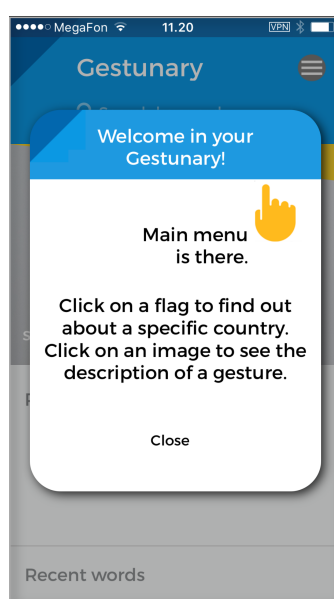 MegaFon 11.20 VPN
Gestunary
Welcome in your
Gestunary!
Main menu
is there.
Click on a flag to find out
about a specific country.
Click on an image to see the
description of a gesture.
Close
Recent words